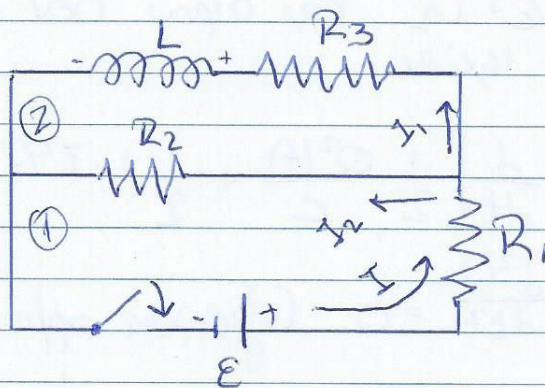 L
R3
- +
②
R2
I1
①
I2
I
R1
- +
ε